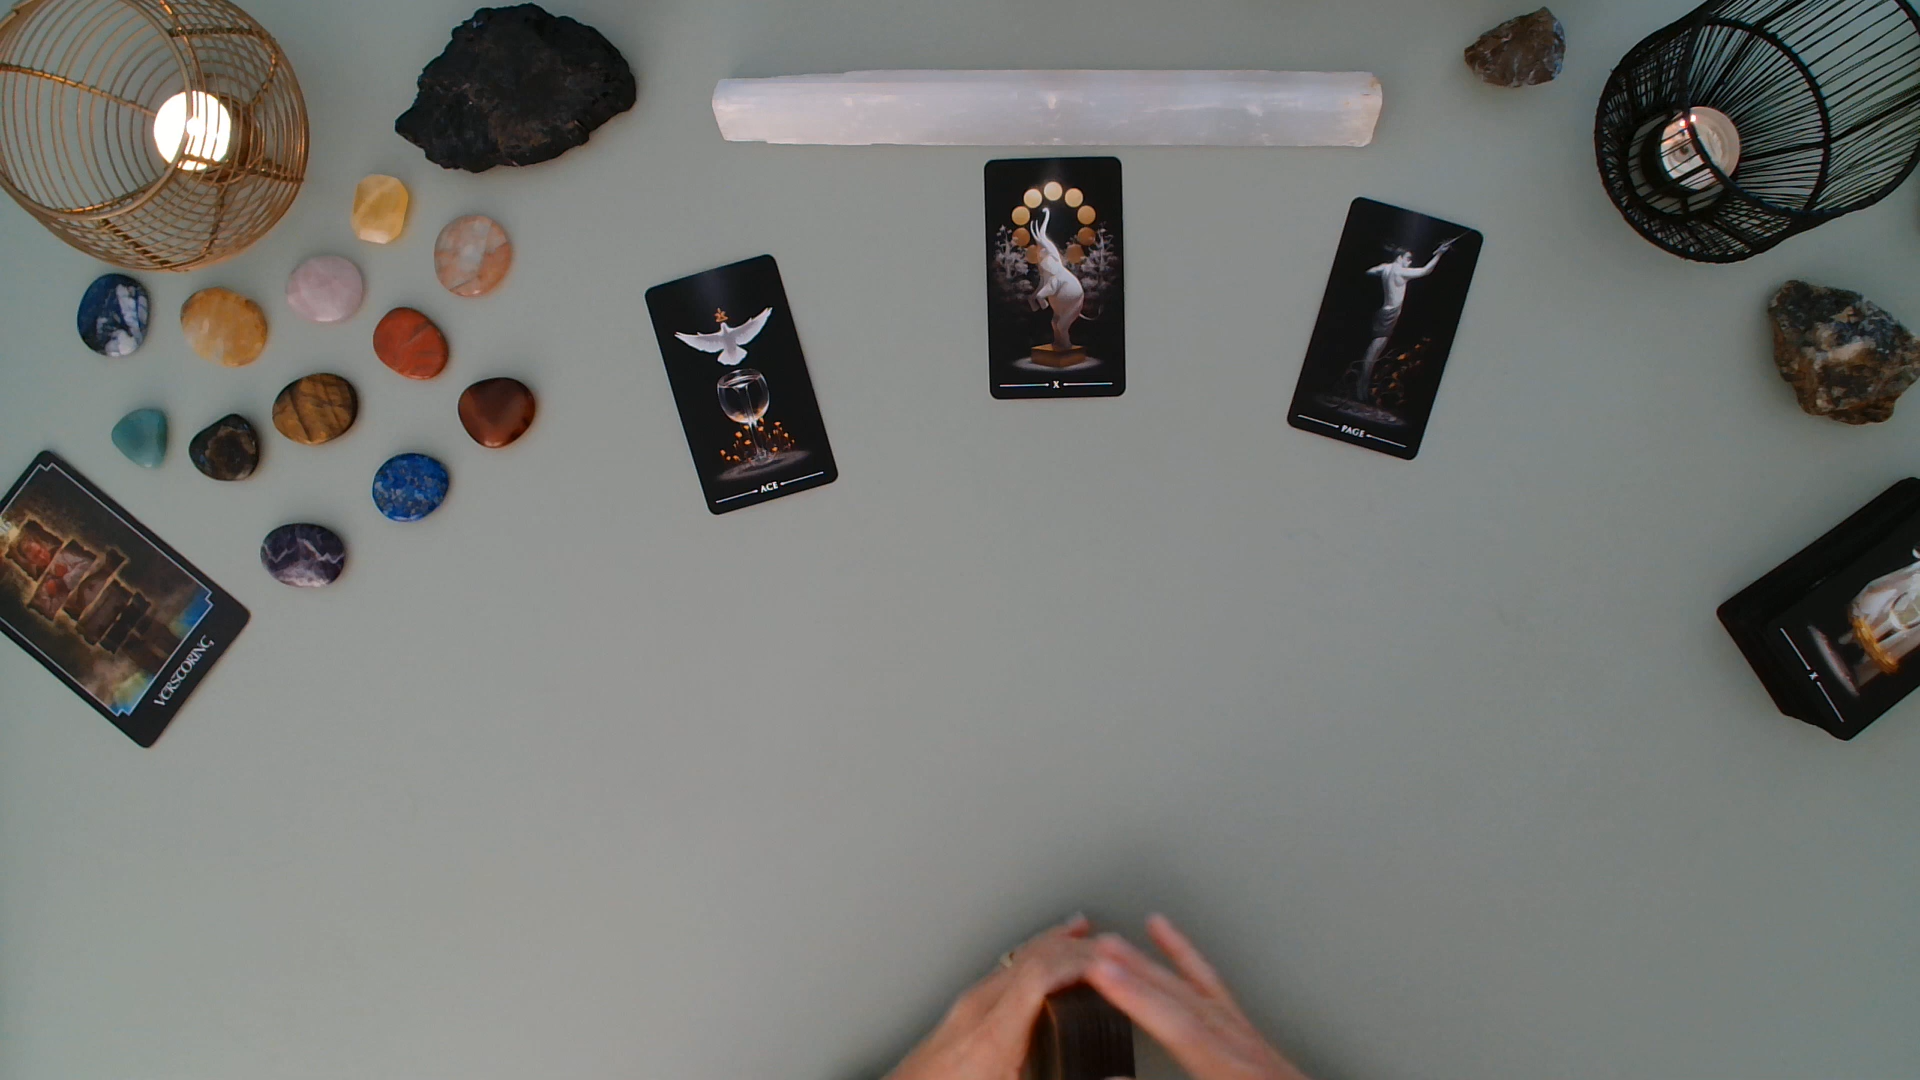 X
ACE
PAGE
VERSTORING
X